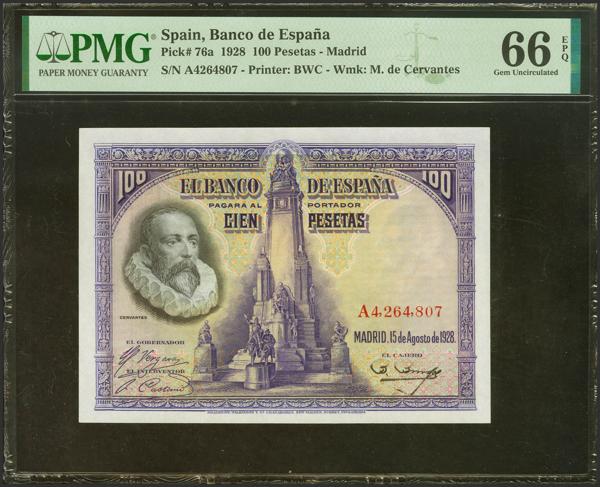 PMG
PAPER MONEY GUARANTY
Spain, Banco de España
Pick# 76a 1928 100 Pesetas - Madrid
S/N A4264807 - Printer: BWC - Wmk: M. de Cervantes
66 EPQ
Gem Uncirculated
100 100
EL BANCO DE ESPAÑA
PAGARÁ AL PORTADOR
CIEN PESETAS
CERVANTES
A4,264,807
MADRID, 15 de Agosto de 1928.
EL GOBERNADOR
EL CAJERO
EL INTERVENTOR